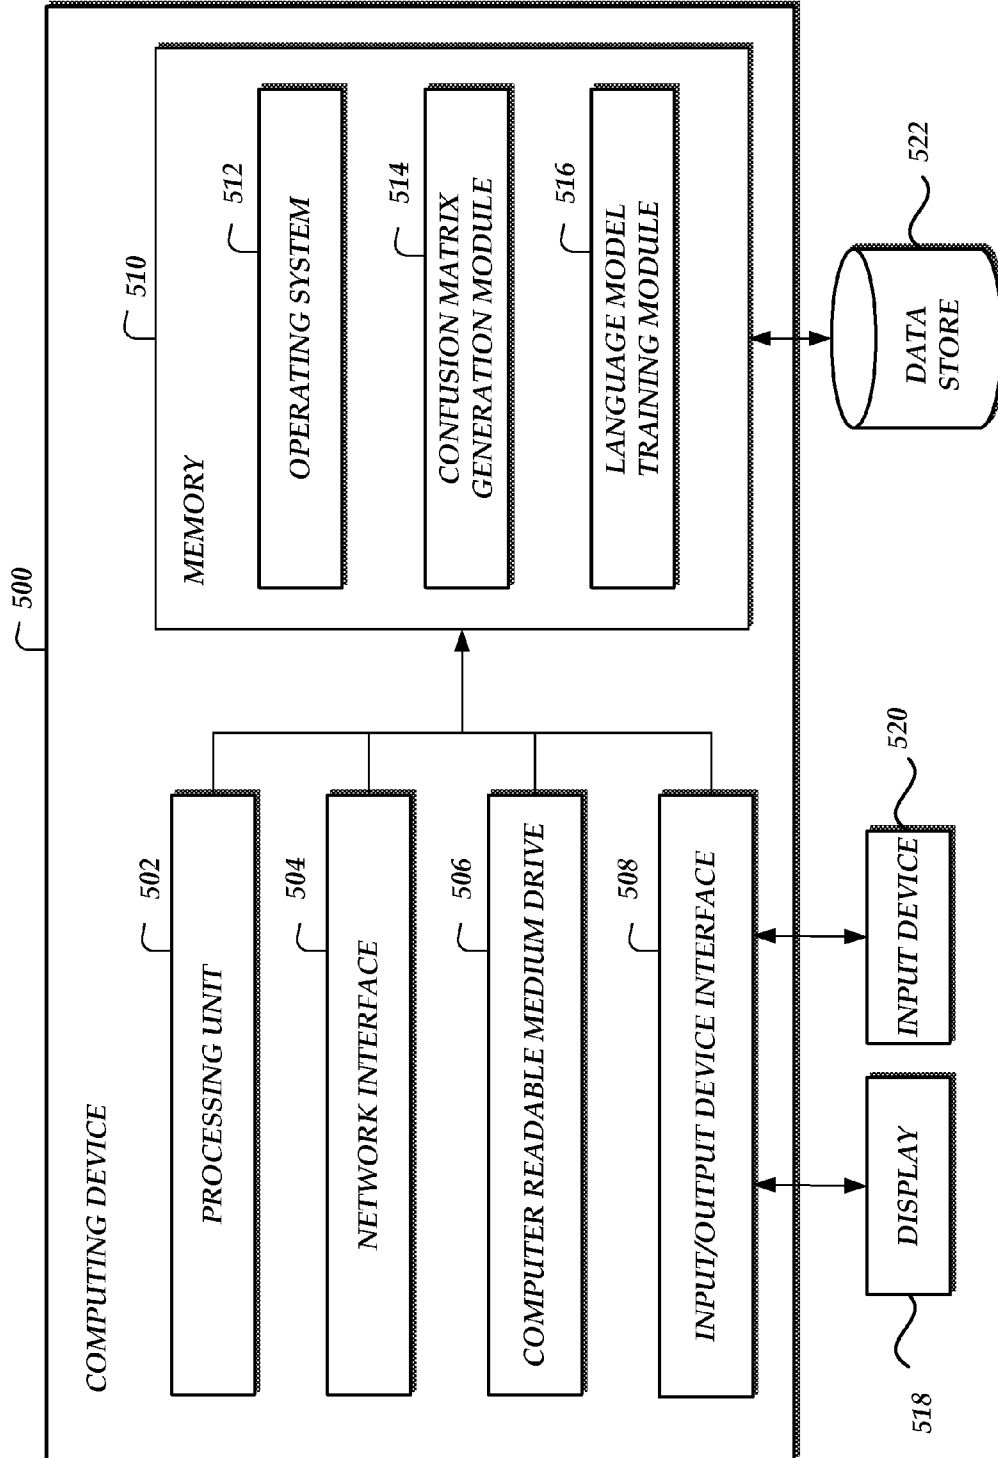 500
COMPUTING DEVICE
502
PROCESSING UNIT
504
NETWORK INTERFACE
506
COMPUTER READABLE MEDIUM DRIVE
508
INPUT/OUTPUT DEVICE INTERFACE
510
MEMORY
512
OPERATING SYSTEM
514
CONFUSION MATRIX
GENERATION MODULE
516
LANGUAGE MODEL
TRAINING MODULE
518
DISPLAY
520
INPUT DEVICE
522
DATA
STORE